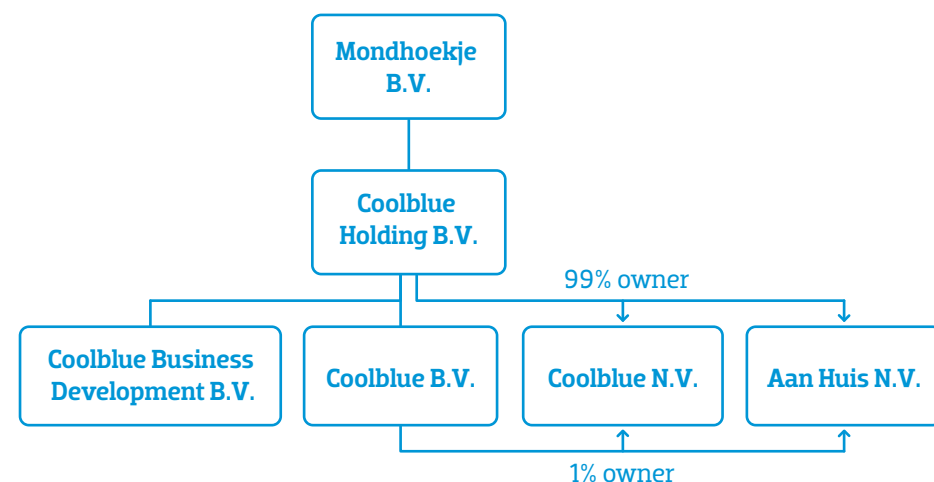 Mondhoekje
B.V.
Coolblue
Holding B.V.
99% owner
Coolblue Business
Development B.V.
Coolblue B.V.
Coolblue N.V.
Aan Huis N.V.
1% owner